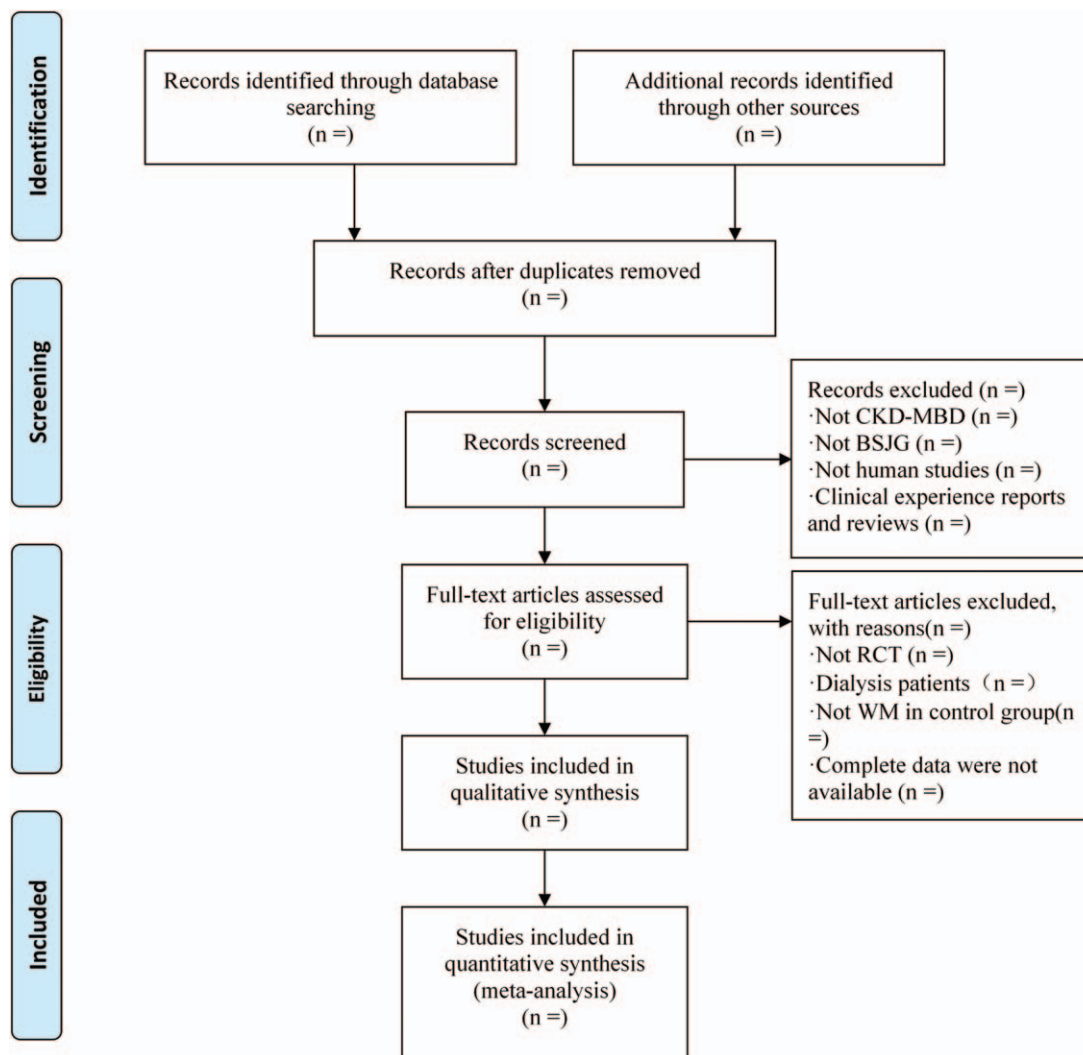 Identification
Records identified through database
searching
(n =)
Additional records identified
through other sources
(n =)
Records after duplicates removed
(n =)
Screening
Records screened
(n =)
Records excluded (n =)
·Not CKD-MBD (n =)
·Not BSJG (n =)
·Not human studies (n =)
·Clinical experience reports
and reviews (n =)
Eligibility
Full-text articles assessed
for eligibility
(n =)
Full-text articles excluded,
with reasons(n =)
·Not RCT (n =)
·Dialysis patients（n =）
·Not WM in control group(n
=)
·Complete data were not
available (n =)
Studies included in
qualitative synthesis
(n =)
Included
Studies included in
quantitative synthesis
(meta-analysis)
(n =)